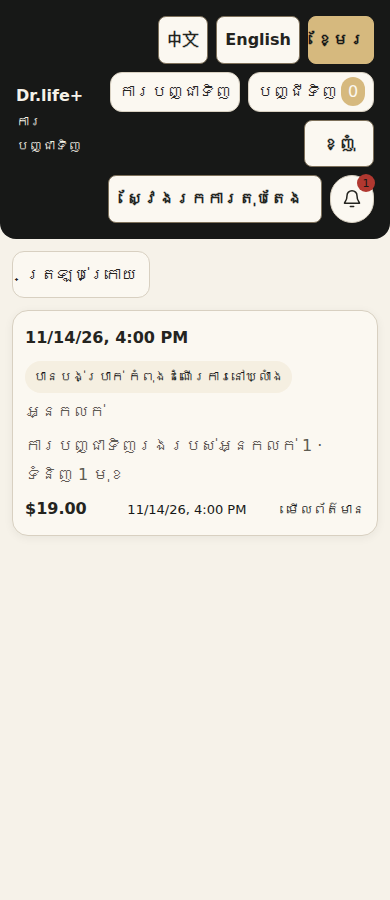 中文
English
ខ្មែរ
Dr.life+
ការ
បញ្ជាទិញ
ការបញ្ជាទិញ
បញ្ជីទិញ 0
ខ្ញុំ
ស្វែងរកការតុបតែង
1
ត្រឡប់ក្រោយ
11/14/26, 4:00 PM
បានបង់ប្រាក់ កំពុងដំណើរការនៅឃ្លាំង
អ្នកលក់
ការបញ្ជាទិញរងរបស់អ្នកលក់ 1 ·
ទំនិញ 1 មុខ
$19.00
11/14/26, 4:00 PM
មើលព័ត៌មាន